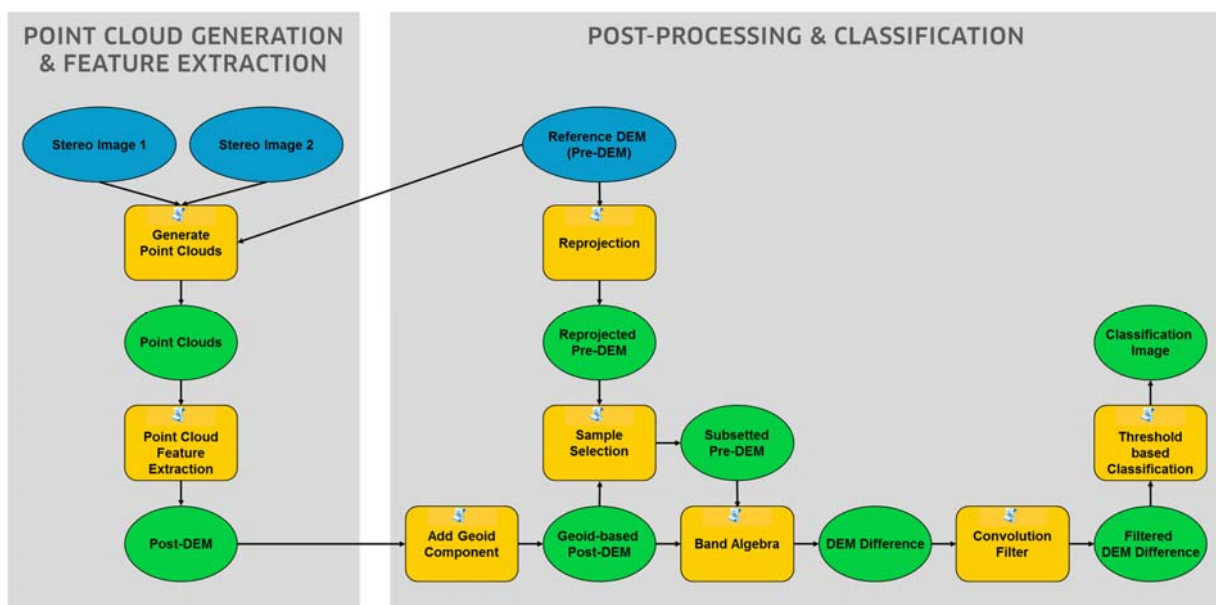 POINT CLOUD GENERATION
& FEATURE EXTRACTION
POST-PROCESSING & CLASSIFICATION
Stereo Image 1
Stereo Image 2
Reference DEM
(Pre-DEM)
Generate
Point Clouds
Reprojection
Point Clouds
Reprojected
Pre-DEM
Classification
Image
Point Cloud
Feature
Extraction
Sample
Selection
Subsetted
Pre-DEM
Threshold
based
Classification
Post-DEM
Add Geoid
Component
Geoid-based
Post-DEM
Band Algebra
DEM Difference
Convolution
Filter
Filtered
DEM Difference